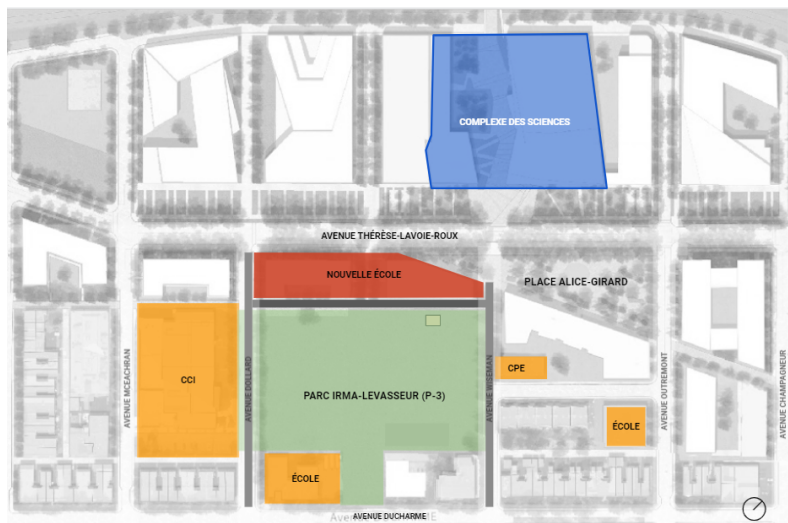 COMPLEXE DES SCIENCES
AVENUE THÉRÈSE-LAVOIE-ROUX
NOUVELLE ÉCOLE
PLACE ALICE-GIRARD
AVENUE MCEACHRAN
CCI
AVENUE DOLLARD
PARC IRMA-LEVASSEUR (P-3)
AVENUE WISEMAN
CPE
AVENUE OUTREMONT
AVENUE CHAMPAGNEUR
ÉCOLE
ÉCOLE
AVENUE DUCHARME